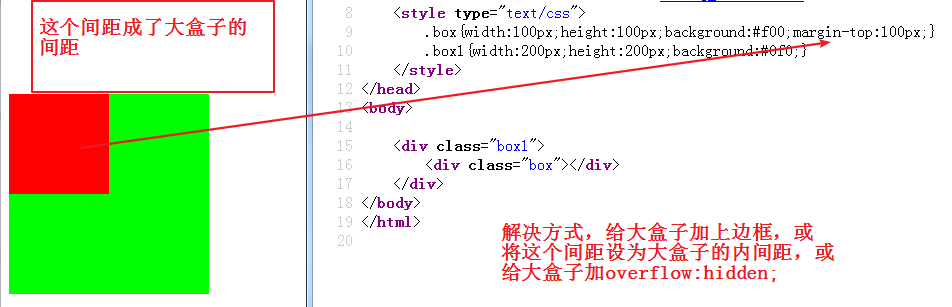 这个间距成了大盒子的
间距
8 <style type="text/css">
9 .box{width:100px;height:100px;background:#f00;margin-top:100px;}
10 .box1{width:200px;height:200px;background:#0f0;}
11 </style>
12 </head>
13 <body>
14
15 <div class="box1">
16 <div class="box"></div>
17 </div>
18 </body>
19 </html>
20
解决方式，给大盒子加上边框，或
将这个间距设为大盒子的内间距，或
给大盒子加overflow:hidden;